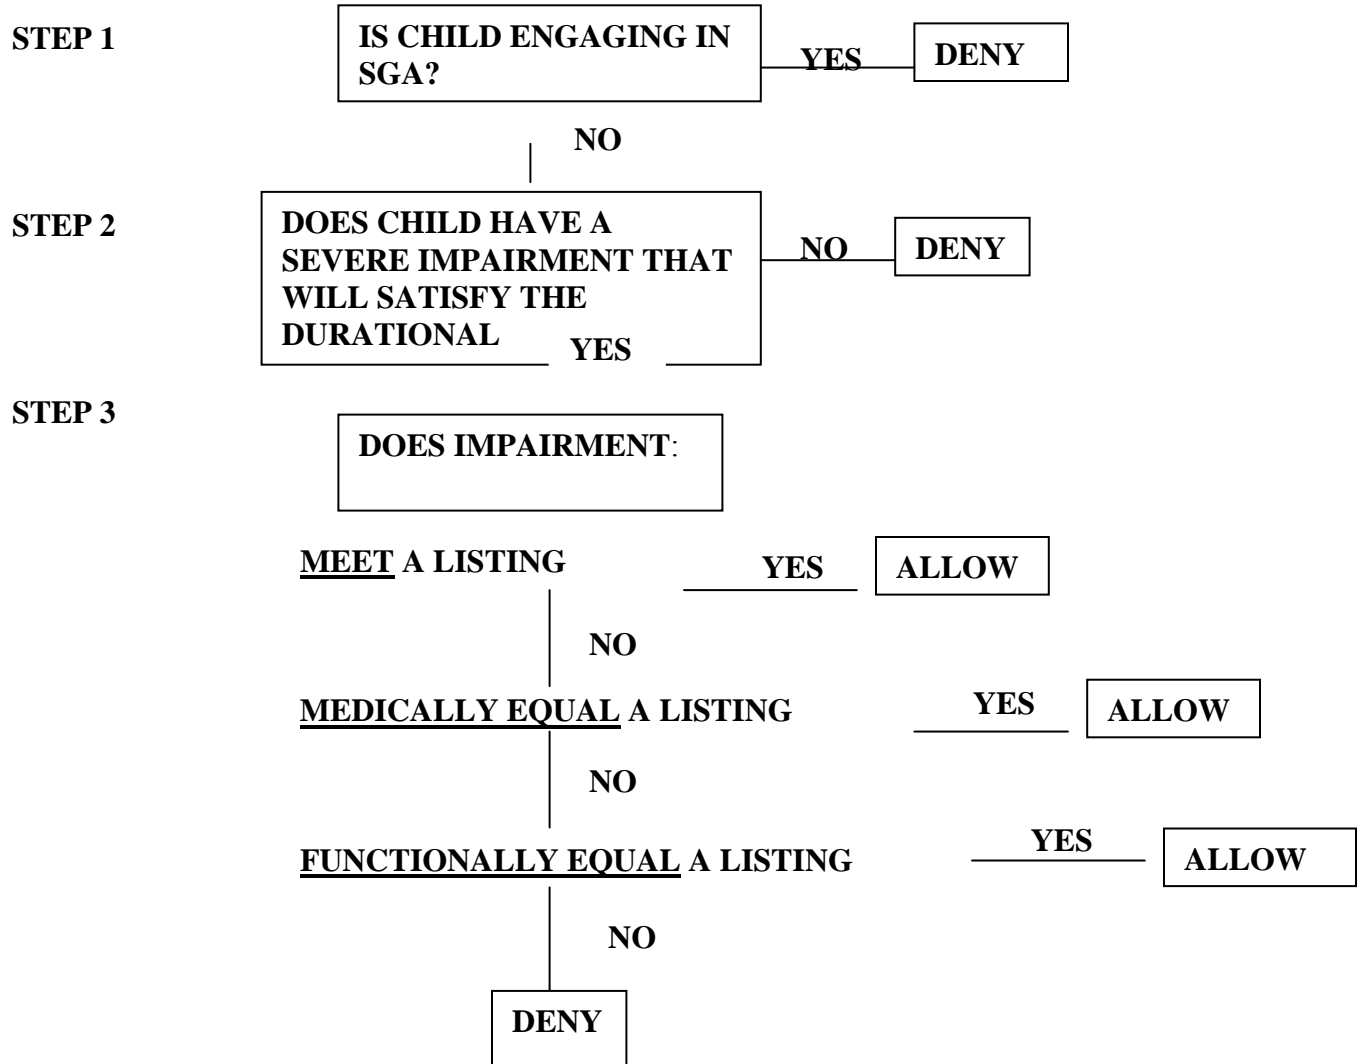 STEP 1
IS CHILD ENGAGING IN
SGA?
YES
DENY
NO
STEP 2
DOES CHILD HAVE A
SEVERE IMPAIRMENT THAT
WILL SATISFY THE
DURATIONAL
NO
DENY
YES
STEP 3
DOES IMPAIRMENT:
MEET A LISTING
YES
ALLOW
NO
MEDICALLY EQUAL A LISTING
YES
ALLOW
NO
FUNCTIONALLY EQUAL A LISTING
YES
ALLOW
NO
DENY